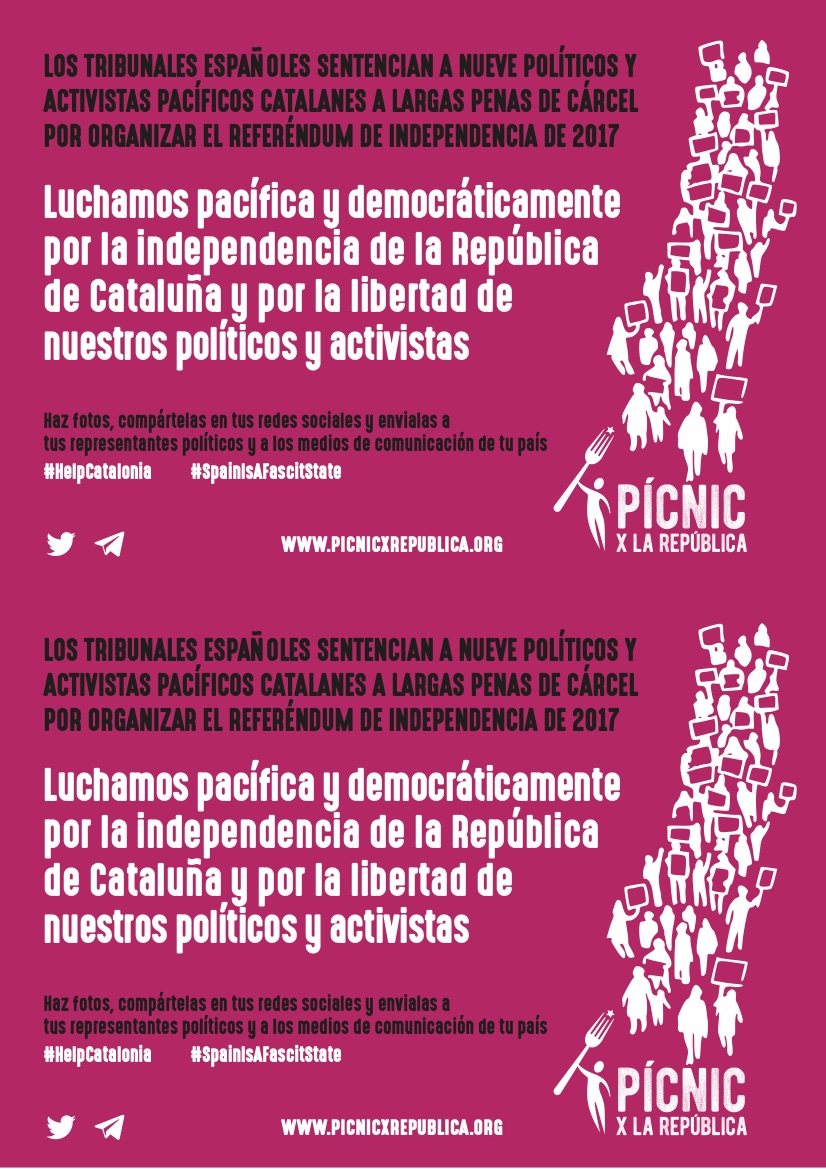 LOS TRIBUNALES ESPAÑOLES SENTENCIAN A NUEVE POLÍTICOS Y
ACTIVISTAS PACÍFICOS CATALANES A LARGAS PENAS DE CÁRCEL
POR ORGANIZAR EL REFERÉNDUM DE INDEPENDENCIA DE 2017
Luchamos pacífica y democráticamente
por la independencia de la República
de Cataluña y por la libertad de
nuestros políticos y activistas
Haz fotos, compártelas en tus redes sociales y envialas a
tus representantes políticos y a los medios de comunicación de tu país
#HelpCatalonia #SpainIsAFascitState
WWW.PICNICXREPUBLICA.ORG
PÍCNIC
X LA REPÚBLICA
LOS TRIBUNALES ESPAÑOLES SENTENCIAN A NUEVE POLÍTICOS Y
ACTIVISTAS PACÍFICOS CATALANES A LARGAS PENAS DE CÁRCEL
POR ORGANIZAR EL REFERÉNDUM DE INDEPENDENCIA DE 2017
Luchamos pacífica y democráticamente
por la independencia de la República
de Cataluña y por la libertad de
nuestros políticos y activistas
Haz fotos, compártelas en tus redes sociales y envialas a
tus representantes políticos y a los medios de comunicación de tu país
#HelpCatalonia #SpainIsAFascitState
WWW.PICNICXREPUBLICA.ORG
PÍCNIC
X LA REPÚBLICA